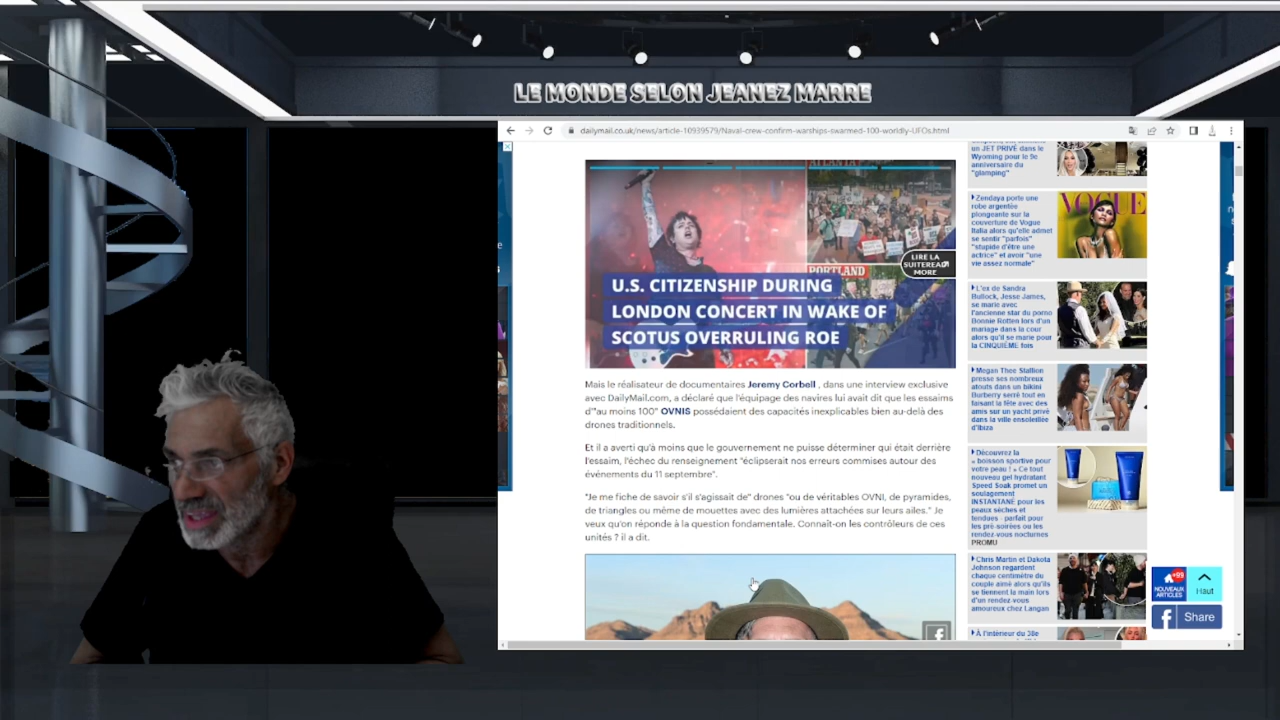 LE MONDE SELON JEANEZ MARRE
dailymail.co.uk/news/article-10939579/Naval-crew-confirm-warships-swarmed-100-worldly-UFOs.html
ATLANTA
PORTLAND
LIRE LA
SUITEREAD
MORE
U.S. CITIZENSHIP DURING
LONDON CONCERT IN WAKE OF
SCOTUS OVERRULING ROE
Mais le réalisateur de documentaires Jeremy Corbell , dans une interview exclusive
avec DailyMail.com, a déclaré que l'équipage des navires lui avait dit que les essaims
d'"au moins 100" OVNIS possédaient des capacités inexplicables bien au-delà des
drones traditionnels.
Et il a averti qu'à moins que le gouvernement ne puisse déterminer qui était derrière
l'essaim, l'échec du renseignement "éclipserait nos erreurs commises autour des
événements du 11 septembre".
"Je me fiche de savoir s'il s'agissait de" drones "ou de véritables OVNI, de pyramides,
de triangles ou même de mouettes avec des lumières attachées sur leurs ailes." Je
veux qu'on réponde à la question fondamentale. Connaît-on les contrôleurs de ces
unités ? il a dit.
un JET PRIVÉ dans le
Wyoming pour le 9e
anniversaire du
"glamping"
Zendaya porte une
robe argentée
plongeante sur la
couverture de Vogue
Italia alors qu'elle admet
se sentir "parfois"
"stupide d'être une
actrice" et avoir "une
vie assez normale"
VOGUE
L'ex de Sandra
Bullock, Jesse James,
se marie avec
l'ancienne star du porno
Bonnie Rotten lors d'un
mariage dans la cour
alors qu'il se marie pour
la CINQUIÈME fois
Megan Thee Stallion
presse ses nombreux
atouts dans un bikini
Burberry serré tout en
faisant la fête avec des
amis sur un yacht privé
dans la ville ensoleillée
d'Ibiza
Découvrez la
« boisson sportive pour
votre peau ! » Ce tout
nouveau gel hydratant
Speed Soak promet un
soulagement
INSTANTANÉ pour les
peaux sèches et
tendues - parfait pour
les pré-soirées ou les
rendez-vous nocturnes
PROMU
Chris Martin et Dakota
Johnson regardent
chaque centimètre du
couple aimé alors qu'ils
se tiennent la main lors
d'un rendez-vous
amoureux chez Langan
À l'intérieur du 38e
+99
NOUVEAUX
ARTICLES
Haut
Share